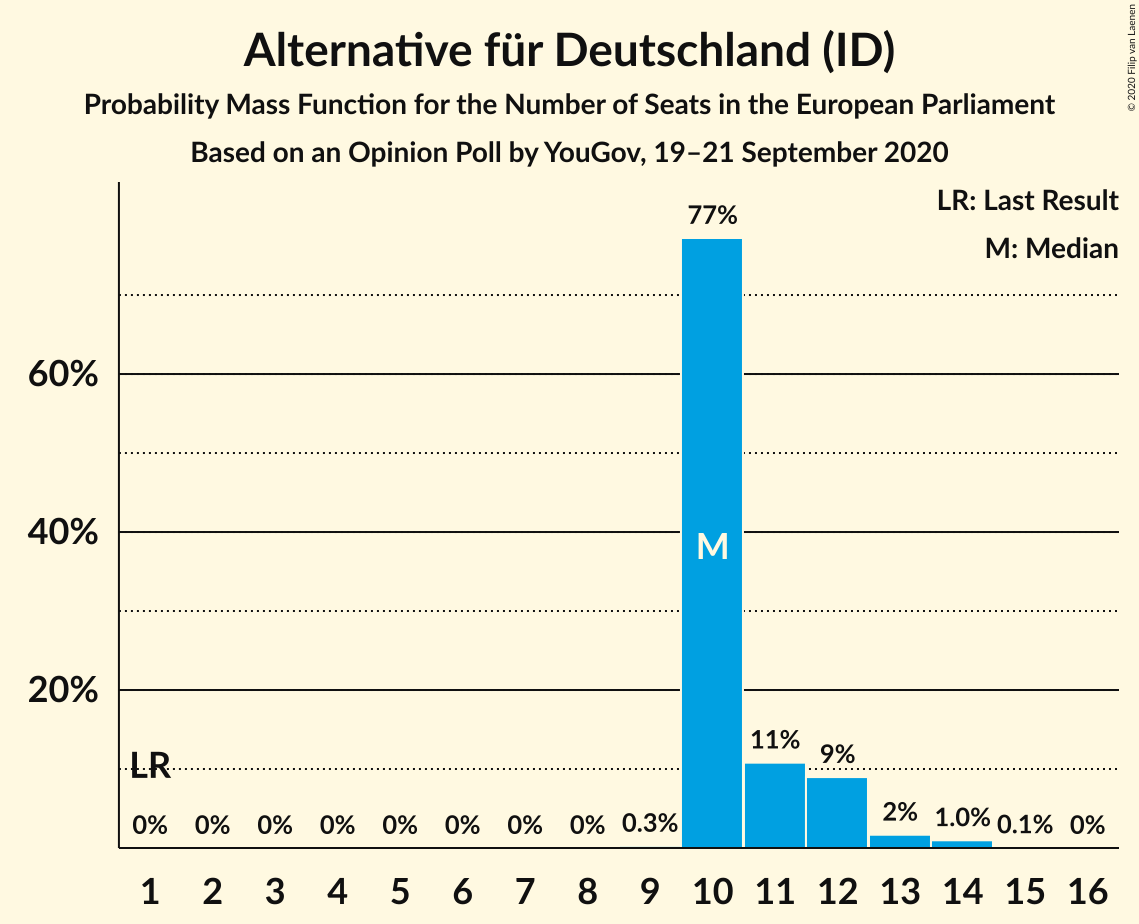 Alternative für Deutschland (ID)
Probability Mass Function for the Number of Seats in the European Parliament
Based on an Opinion Poll by YouGov, 19–21 September 2020
© 2020 Filip van Laenen
LR: Last Result
M: Median
77%
60%
40%
M
20%
11%
9%
LR
2%
1.0%
0% 0% 0% 0% 0% 0% 0% 0% 0.3% 0.1% 0%
1 2 3 4 5 6 7 8 9 10 11 12 13 14 15 16